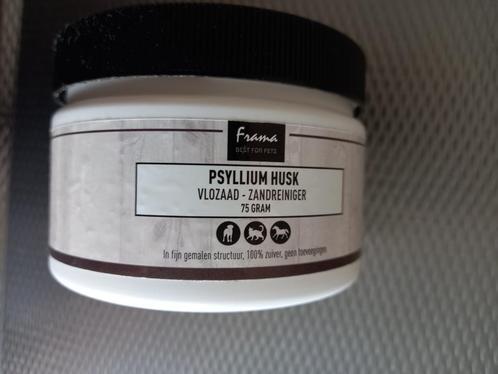 Frama
BEST FOR PETS
PSYLLIUM HUSK
VLOZAAD - ZANDREINIGER
75 GRAM
In fijn gemalen structuur, 100% zuiver, geen toevoegingen